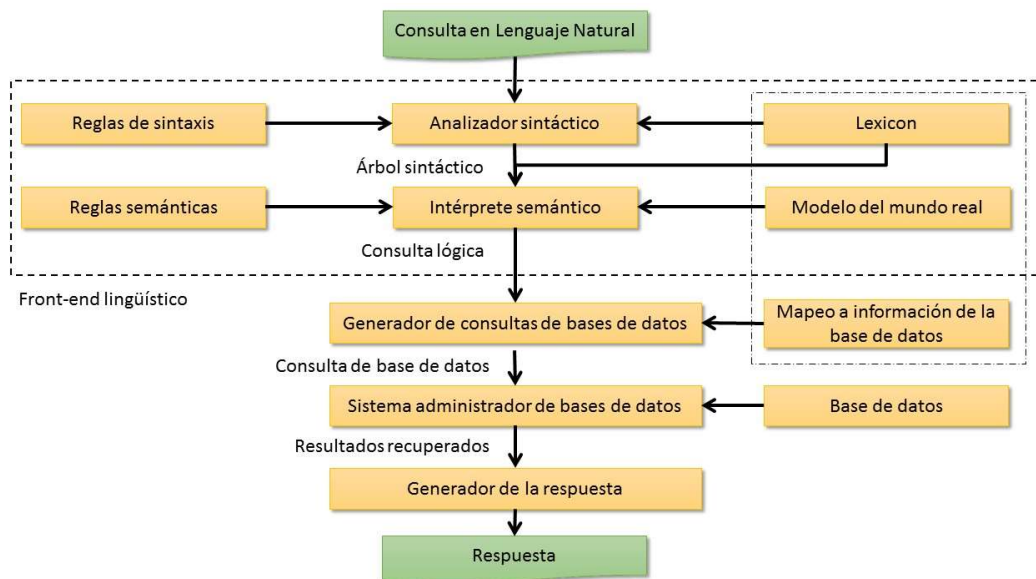 Consulta en Lenguaje Natural
Reglas de sintaxis
Analizador sintáctico
Lexicon
Árbol sintáctico
Reglas semánticas
Intérprete semántico
Modelo del mundo real
Consulta lógica
Front-end lingüístico
Generador de consultas de bases de datos
Mapeo a información de la
base de datos
Consulta de base de datos
Sistema administrador de bases de datos
Base de datos
Resultados recuperados
Generador de la respuesta
Respuesta